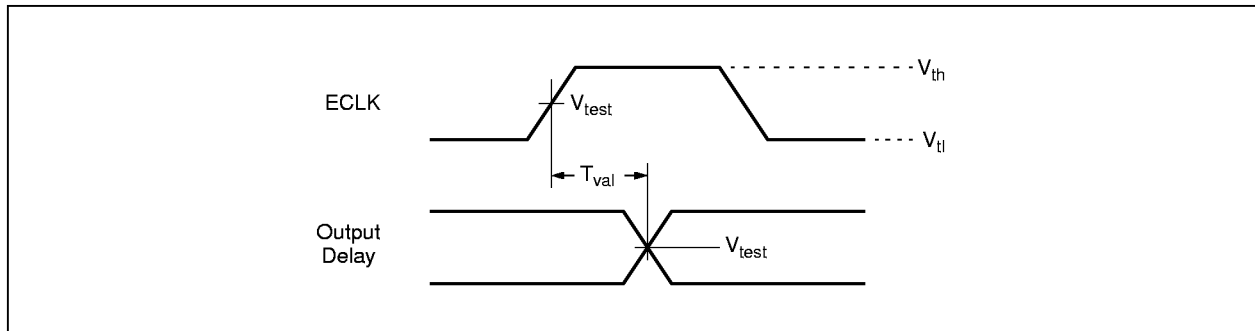 V_th
ECLK
V_test
V_tl
T_val
Output
Delay
V_test